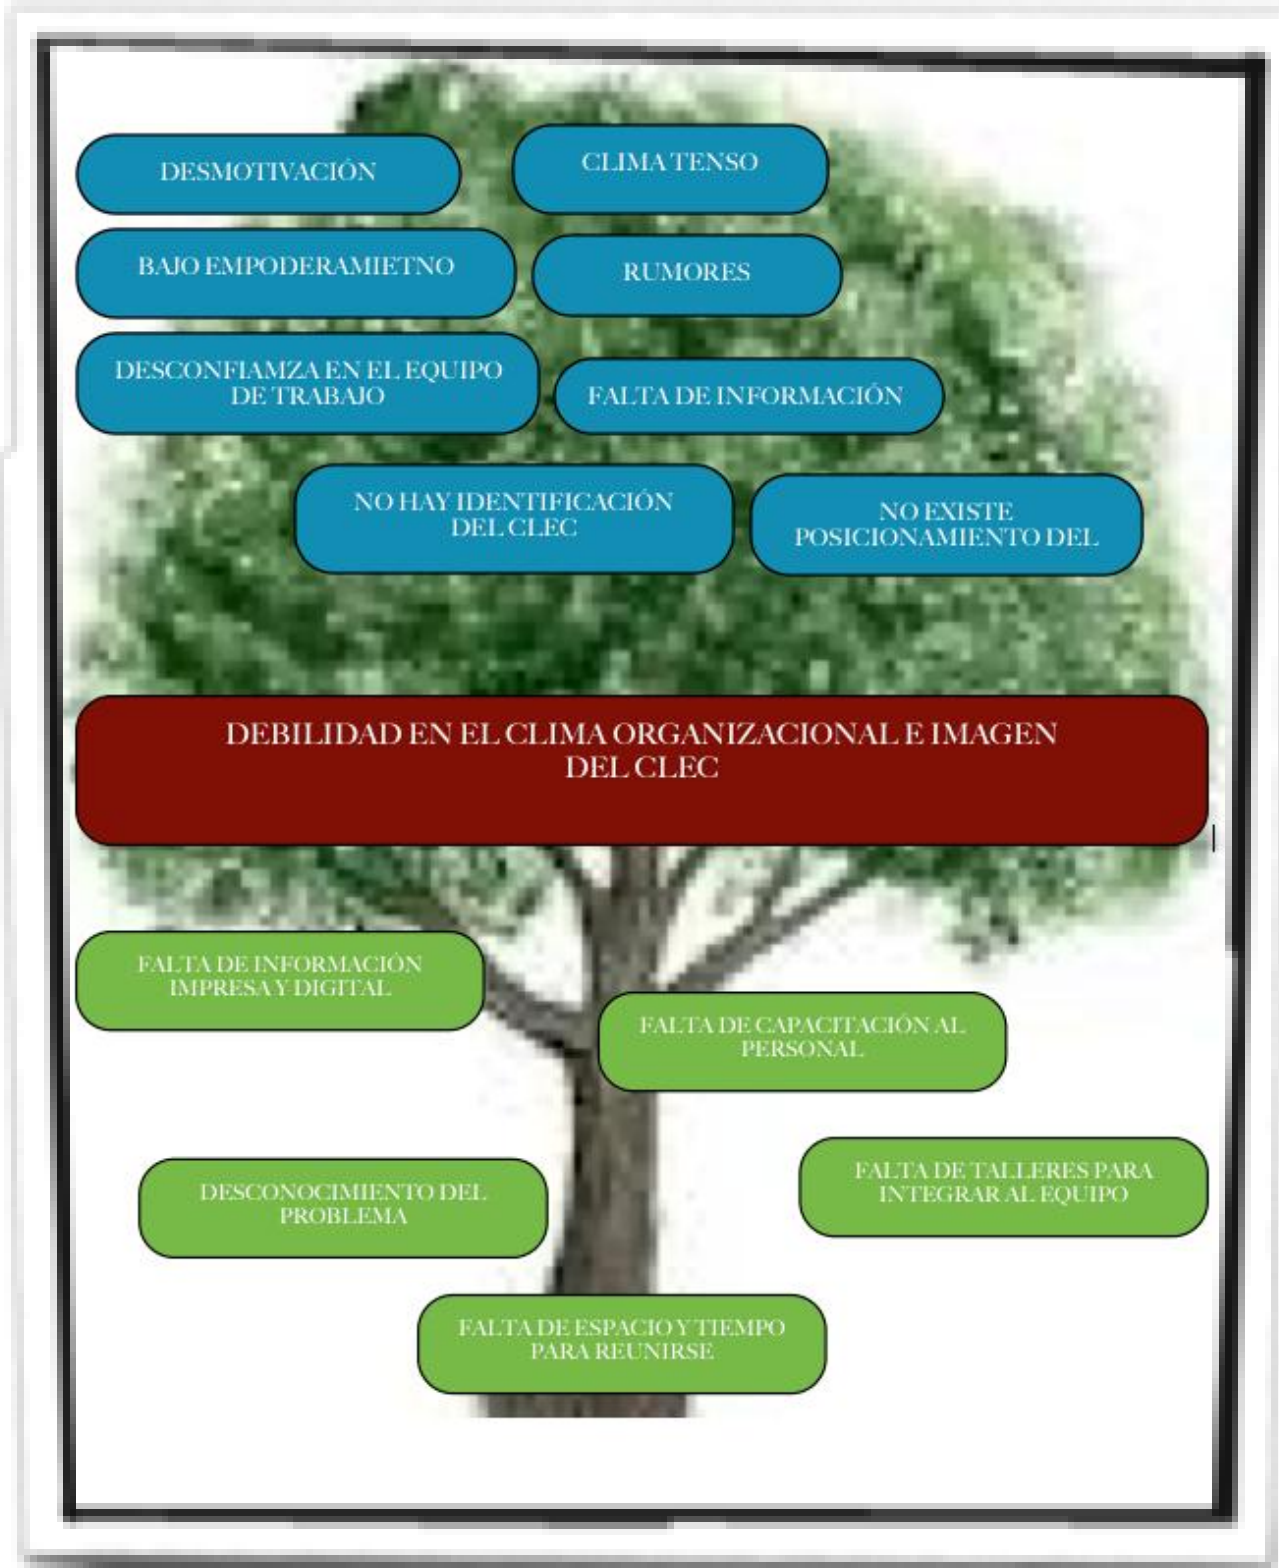 DESMOTIVACIÓN
CLIMA TENSO
BAJO EMPODERAMIETNO
RUMORES
DESCONFIAMZA EN EL EQUIPO
DE TRABAJO
FALTA DE INFORMACIÓN
NO HAY IDENTIFICACIÓN
DEL CLEC
NO EXISTE
POSICIONAMIENTO DEL
DEBILIDAD EN EL CLIMA ORGANIZACIONAL E IMAGEN
DEL CLEC
FALTA DE INFORMACIÓN
IMPRESA Y DIGITAL
FALTA DE CAPACITACIÓN AL
PERSONAL
DESCONOCIMIENTO DEL
PROBLEMA
FALTA DE TALLERES PARA
INTEGRAR AL EQUIPO
FALTA DE ESPACIO Y TIEMPO
PARA REUNIRSE